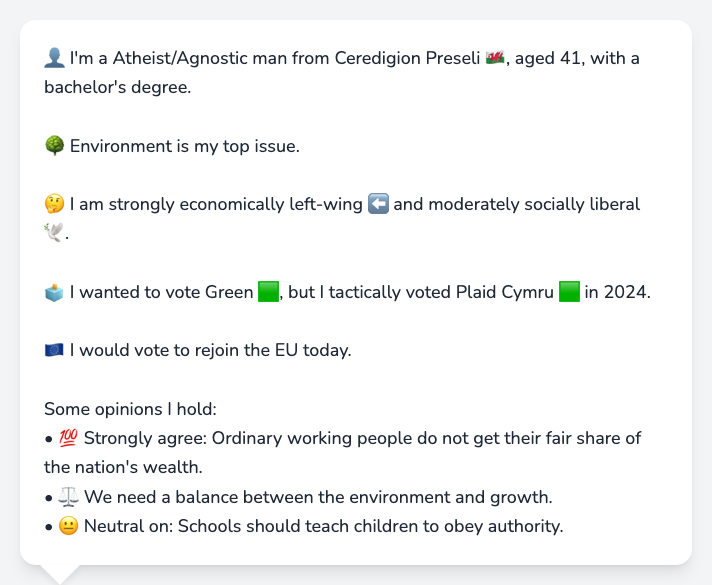 👤 I'm a Atheist/Agnostic man from Ceredigion Preseli 🏴󠁧󠁢󠁷󠁬󠁳󠁿, aged 41, with a
bachelor's degree.
🌳 Environment is my top issue.
🤔 I am strongly economically left-wing ⬅️ and moderately socially liberal
🕊️.
🗳️ I wanted to vote Green 🟩, but I tactically voted Plaid Cymru 🟩 in 2024.
🇪🇺 I would vote to rejoin the EU today.
Some opinions I hold:
• 💯 Strongly agree: Ordinary working people do not get their fair share of
the nation's wealth.
• ⚖️ We need a balance between the environment and growth.
• 😐 Neutral on: Schools should teach children to obey authority.